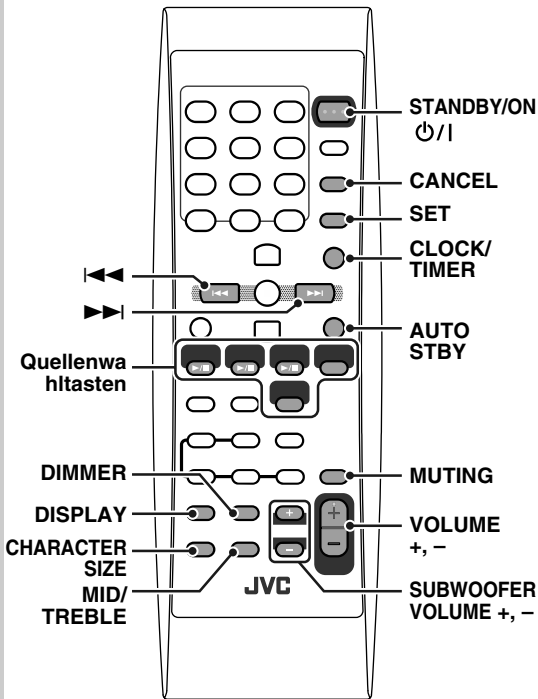 STANDBY/ON
⏻/|
CANCEL
SET
CLOCK/
TIMER
|◀◀
▶▶|
AUTO
STBY
Quellenwa
hltasten
DIMMER
MUTING
DISPLAY
VOLUME
+, –
CHARACTER
SIZE
MID/
TREBLE
SUBWOOFER
VOLUME +, –
JVC